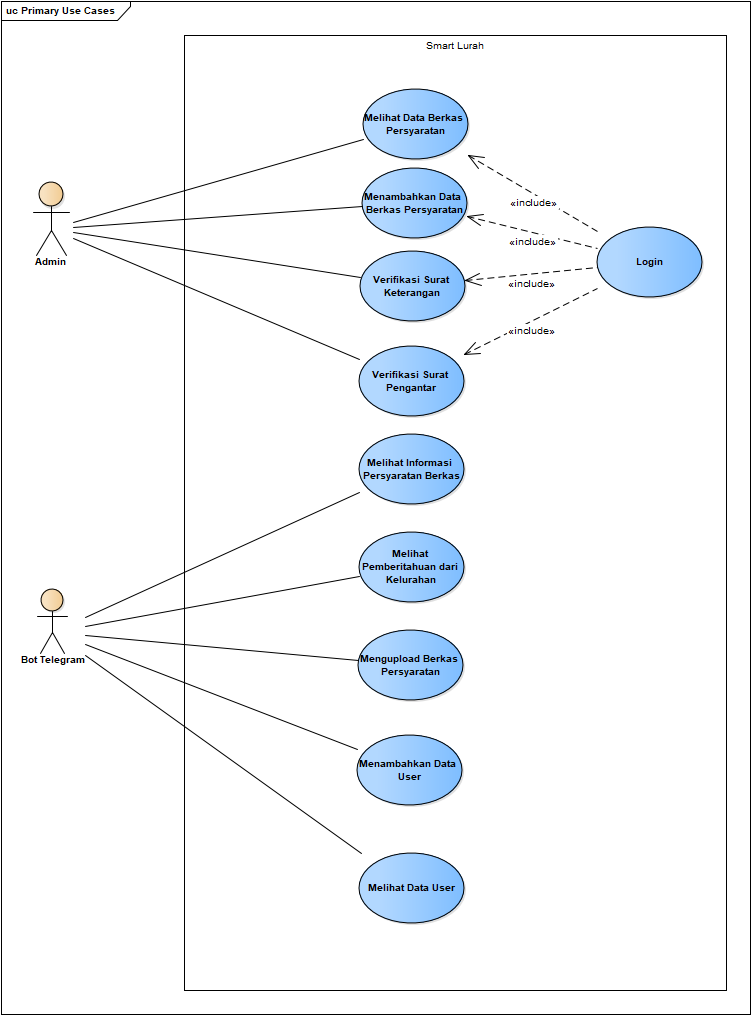 uc Primary Use Cases
Smart Lurah
Melihat Data Berkas
Persyaratan
Menambahkan Data
Berkas Persyaratan
Verifikasi Surat
Keterangan
Verifikasi Surat
Pengantar
«include»
«include»
«include»
«include»
Login
Admin
Melihat Informasi
Persyaratan Berkas
Melihat
Pemberitahuan dari
Kelurahan
Mengupload Berkas
Persyaratan
Menambahkan Data
User
Melihat Data User
Bot Telegram